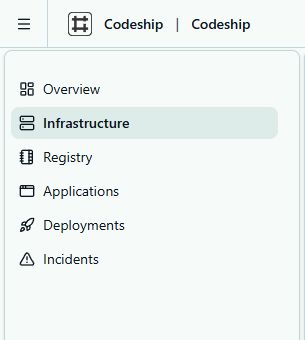 Codeship | Codeship
Overview
Infrastructure
Registry
Applications
Deployments
Incidents